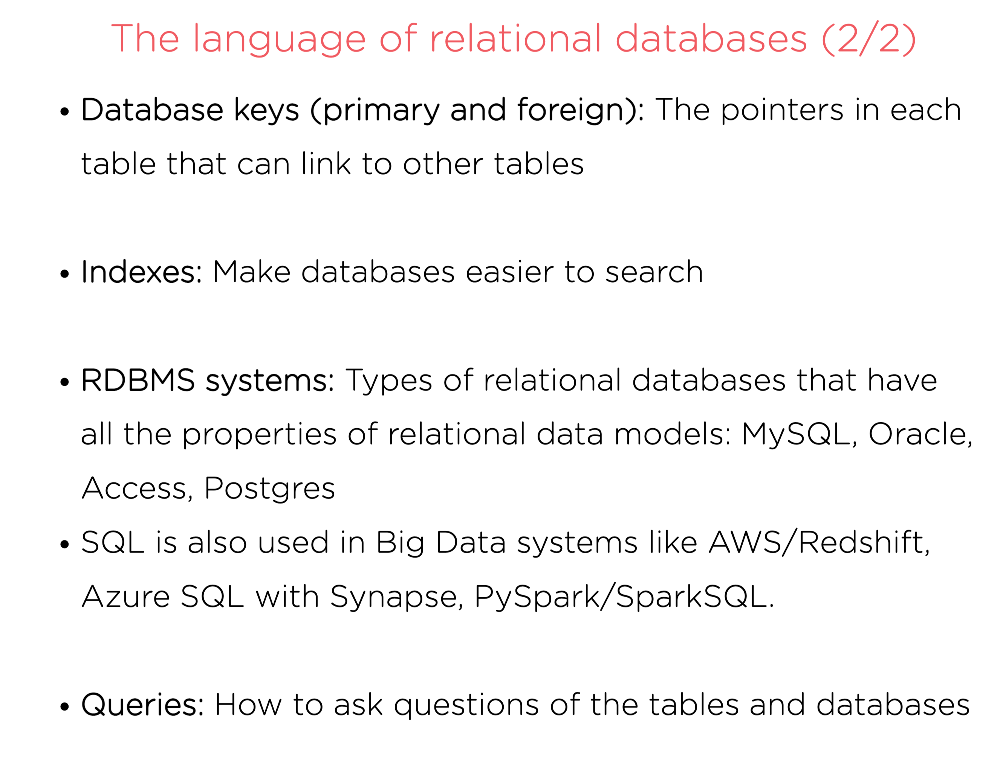 The language of relational databases (2/2)
• Database keys (primary and foreign): The pointers in each
table that can link to other tables
• Indexes: Make databases easier to search
• RDBMS systems: Types of relational databases that have
all the properties of relational data models: MySQL, Oracle,
Access, Postgres
• SQL is also used in Big Data systems like AWS/Redshift,
Azure SQL with Synapse, PySpark/SparkSQL.
• Queries: How to ask questions of the tables and databases